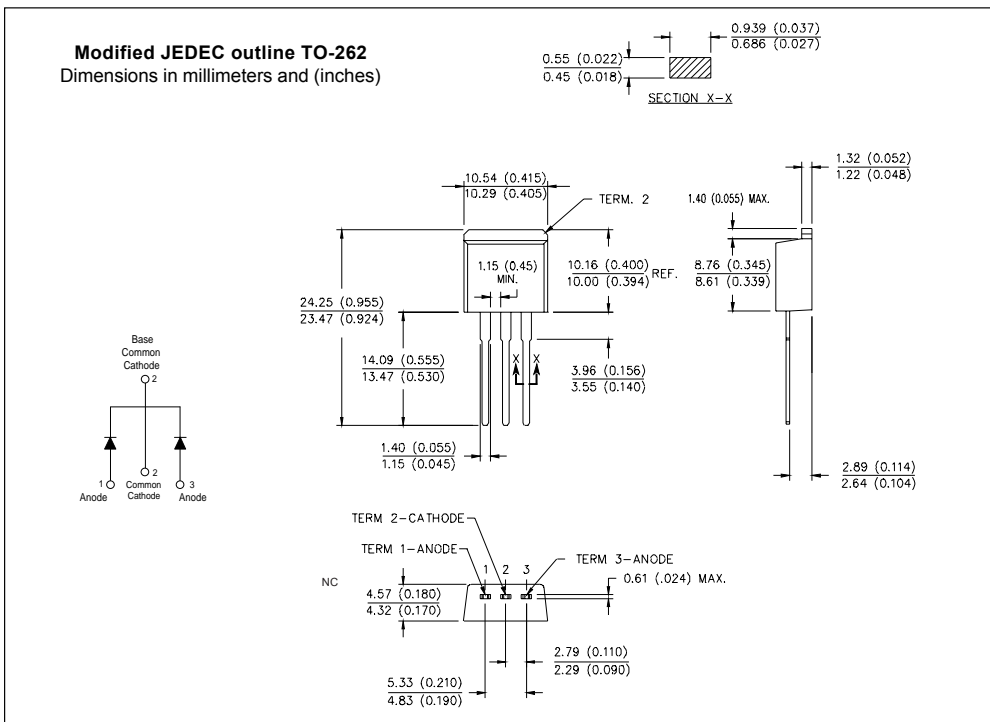 Modified JEDEC outline TO-262
Dimensions in millimeters and (inches)
0.939 (0.037)
0.686 (0.027)
0.55 (0.022)
0.45 (0.018)
SECTION X-X
10.54 (0.415)
10.29 (0.405)
TERM. 2
1.32 (0.052)
1.22 (0.048)
1.40 (0.055) MAX.
1.15 (0.45)
MIN.
10.16 (0.400)
10.00 (0.394)
REF.
8.76 (0.345)
8.61 (0.339)
24.25 (0.955)
23.47 (0.924)
14.09 (0.555)
13.47 (0.530)
X X
3.96 (0.156)
3.55 (0.140)
Base
Common
Cathode
2
1
Anode
2
Common
Cathode
3
Anode
1.40 (0.055)
1.15 (0.045)
2.89 (0.114)
2.64 (0.104)
TERM 2-CATHODE
TERM 1-ANODE
TERM 3-ANODE
1 2 3
NC
0.61 (.024) MAX.
4.57 (0.180)
4.32 (0.170)
2.79 (0.110)
2.29 (0.090)
5.33 (0.210)
4.83 (0.190)